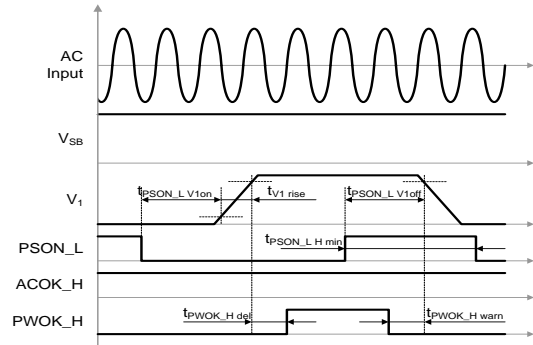 AC
Input
VSB
V1
tPSON_L V1on
tV1 rise
tPSON_L V1off
PSON_L
tPSON_L H min
ACOK_H
PWOK_H
tPWOK_H del
tPWOK_H warn